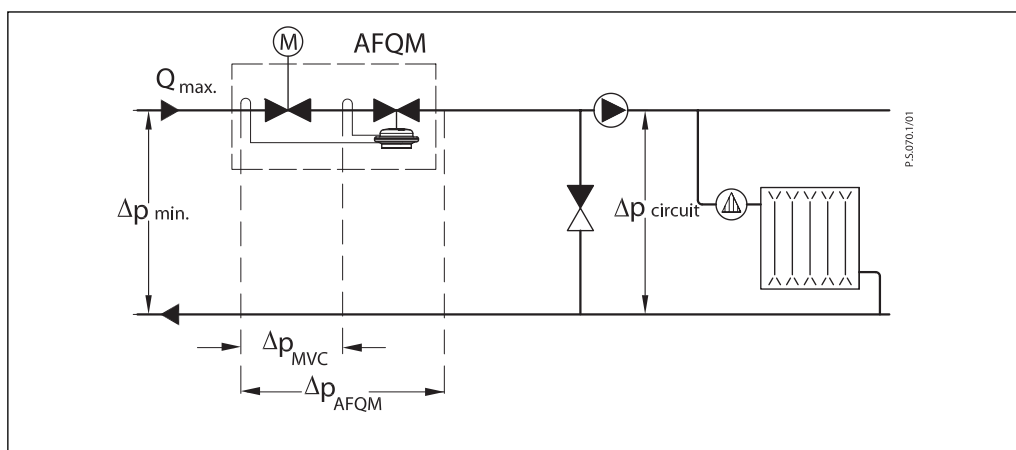 M
AFQM
Q max.
Δp min.
Δp circuit
Δp MVC
Δp AFQM
P.S.070.1/01